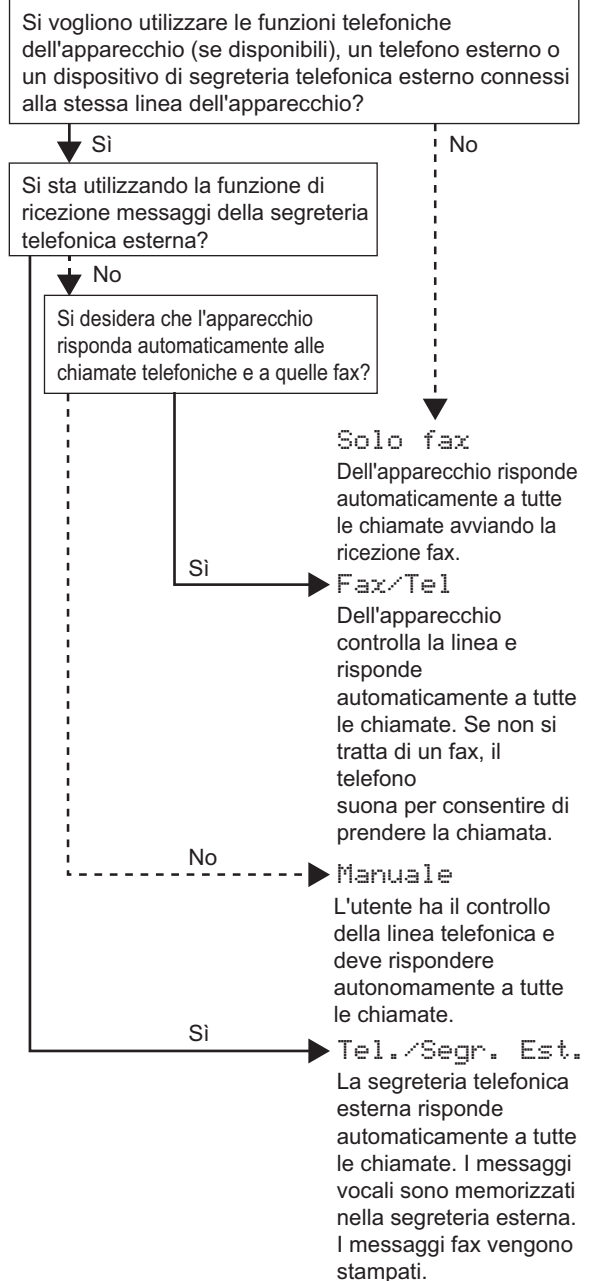 Si vogliono utilizzare le funzioni telefoniche
dell'apparecchio (se disponibili), un telefono esterno o
un dispositivo di segreteria telefonica esterno connessi
alla stessa linea dell'apparecchio?
Sì
No
Si sta utilizzando la funzione di
ricezione messaggi della segreteria
telefonica esterna?
No
Si desidera che l'apparecchio
risponda automaticamente alle
chiamate telefoniche e a quelle fax?
Solo fax
Dell'apparecchio risponde
automaticamente a tutte
le chiamate avviando la
ricezione fax.
Sì
Fax/Tel
Dell'apparecchio
controlla la linea e
risponde
automaticamente a tutte
le chiamate. Se non si
tratta di un fax, il
telefono
suona per consentire di
prendere la chiamata.
No
Manuale
L'utente ha il controllo
della linea telefonica e
deve rispondere
autonomamente a tutte
le chiamate.
Sì
Tel./Segr. Est.
La segreteria telefonica
esterna risponde
automaticamente a tutte
le chiamate. I messaggi
vocali sono memorizzati
nella segreteria esterna.
I messaggi fax vengono
stampati.